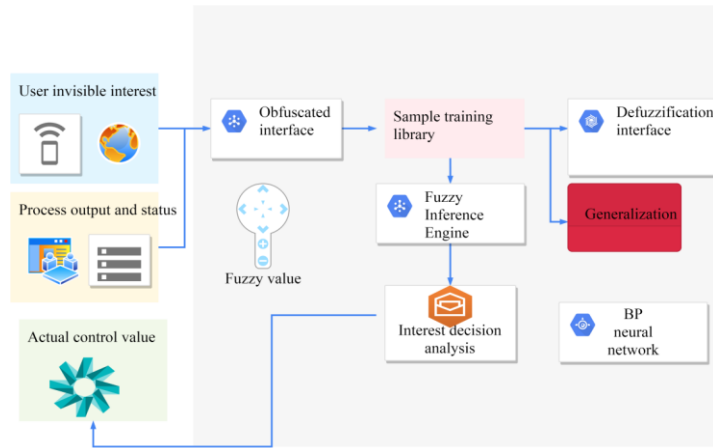 User invisible interest
Obfuscated
interface
Sample training
library
Defuzzification
interface
Process output and status
Fuzzy
Inference
Engine
Generalization
Fuzzy value
Actual control value
Interest decision
analysis
BP
neural
network